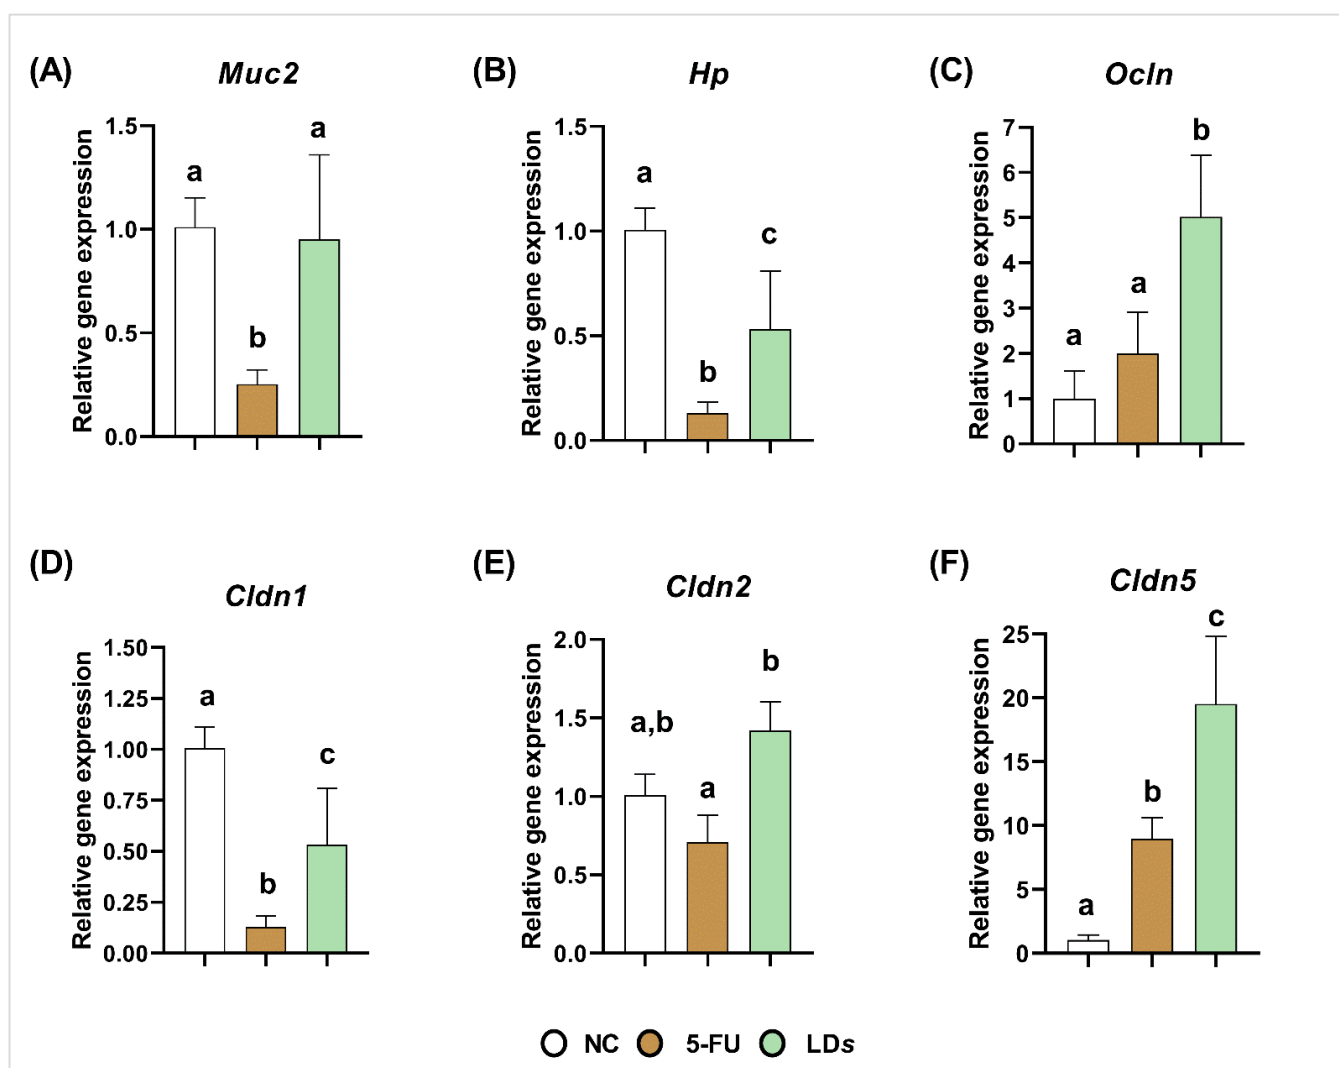 (A) Muc2
Relative gene expression
1.5
1.0
0.5
0.0
a
b
a
(B) Hp
Relative gene expression
1.5
1.0
0.5
0.0
a
b
c
(C) Ocln
Relative gene expression
7
6
5
4
3
2
1
0
a
a
b
(D) Cldn1
Relative gene expression
1.50
1.25
1.00
0.75
0.50
0.25
0.00
a
b
c
(E) Cldn2
Relative gene expression
2.0
1.5
1.0
0.5
0.0
a,b
a
b
(F) Cldn5
Relative gene expression
25
20
15
10
5
0
a
b
c
NC 5-FU LDs